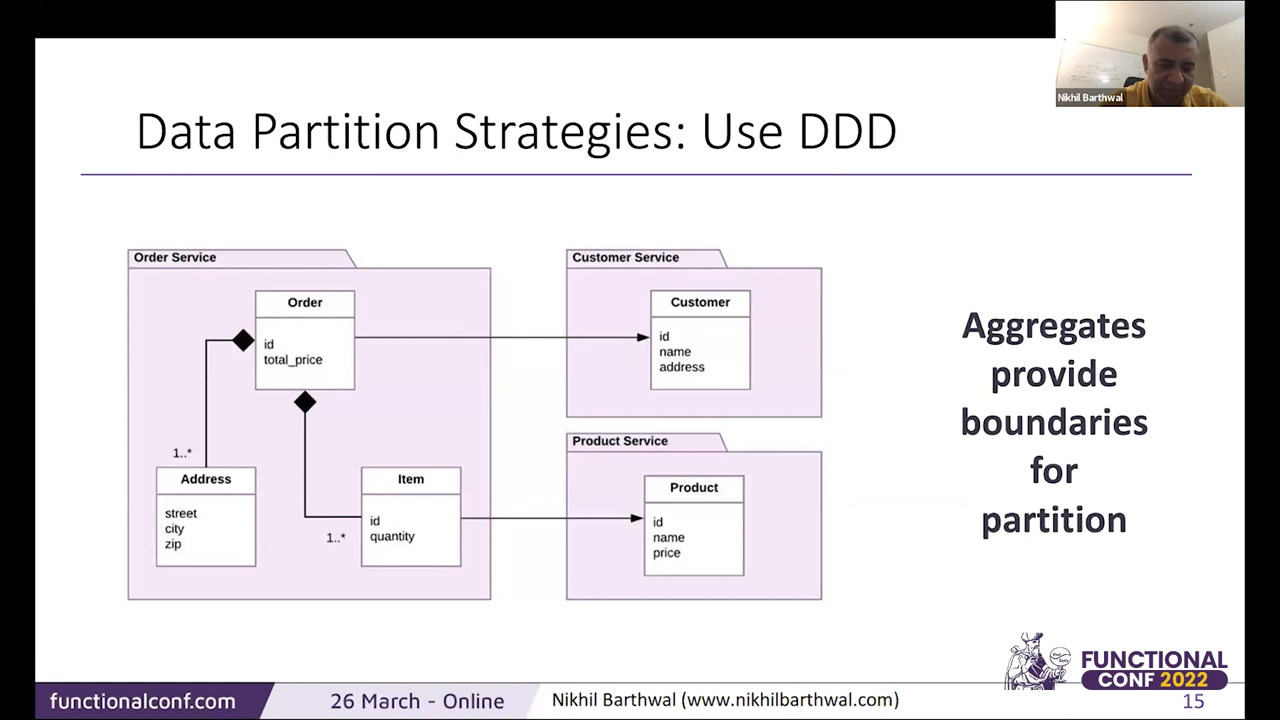 Nikhil Barthwal
Data Partition Strategies: Use DDD
Order Service
Order
id
total_price
1..*
Address
street
city
zip
Item
id
quantity
1..*
Customer Service
Customer
id
name
address
Product Service
Product
id
name
price
Aggregates
provide
boundaries
for
partition
FUNCTIONAL
CONF 2022
functionalconf.com
26 March - Online
Nikhil Barthwal (www.nikhilbarthwal.com)
15